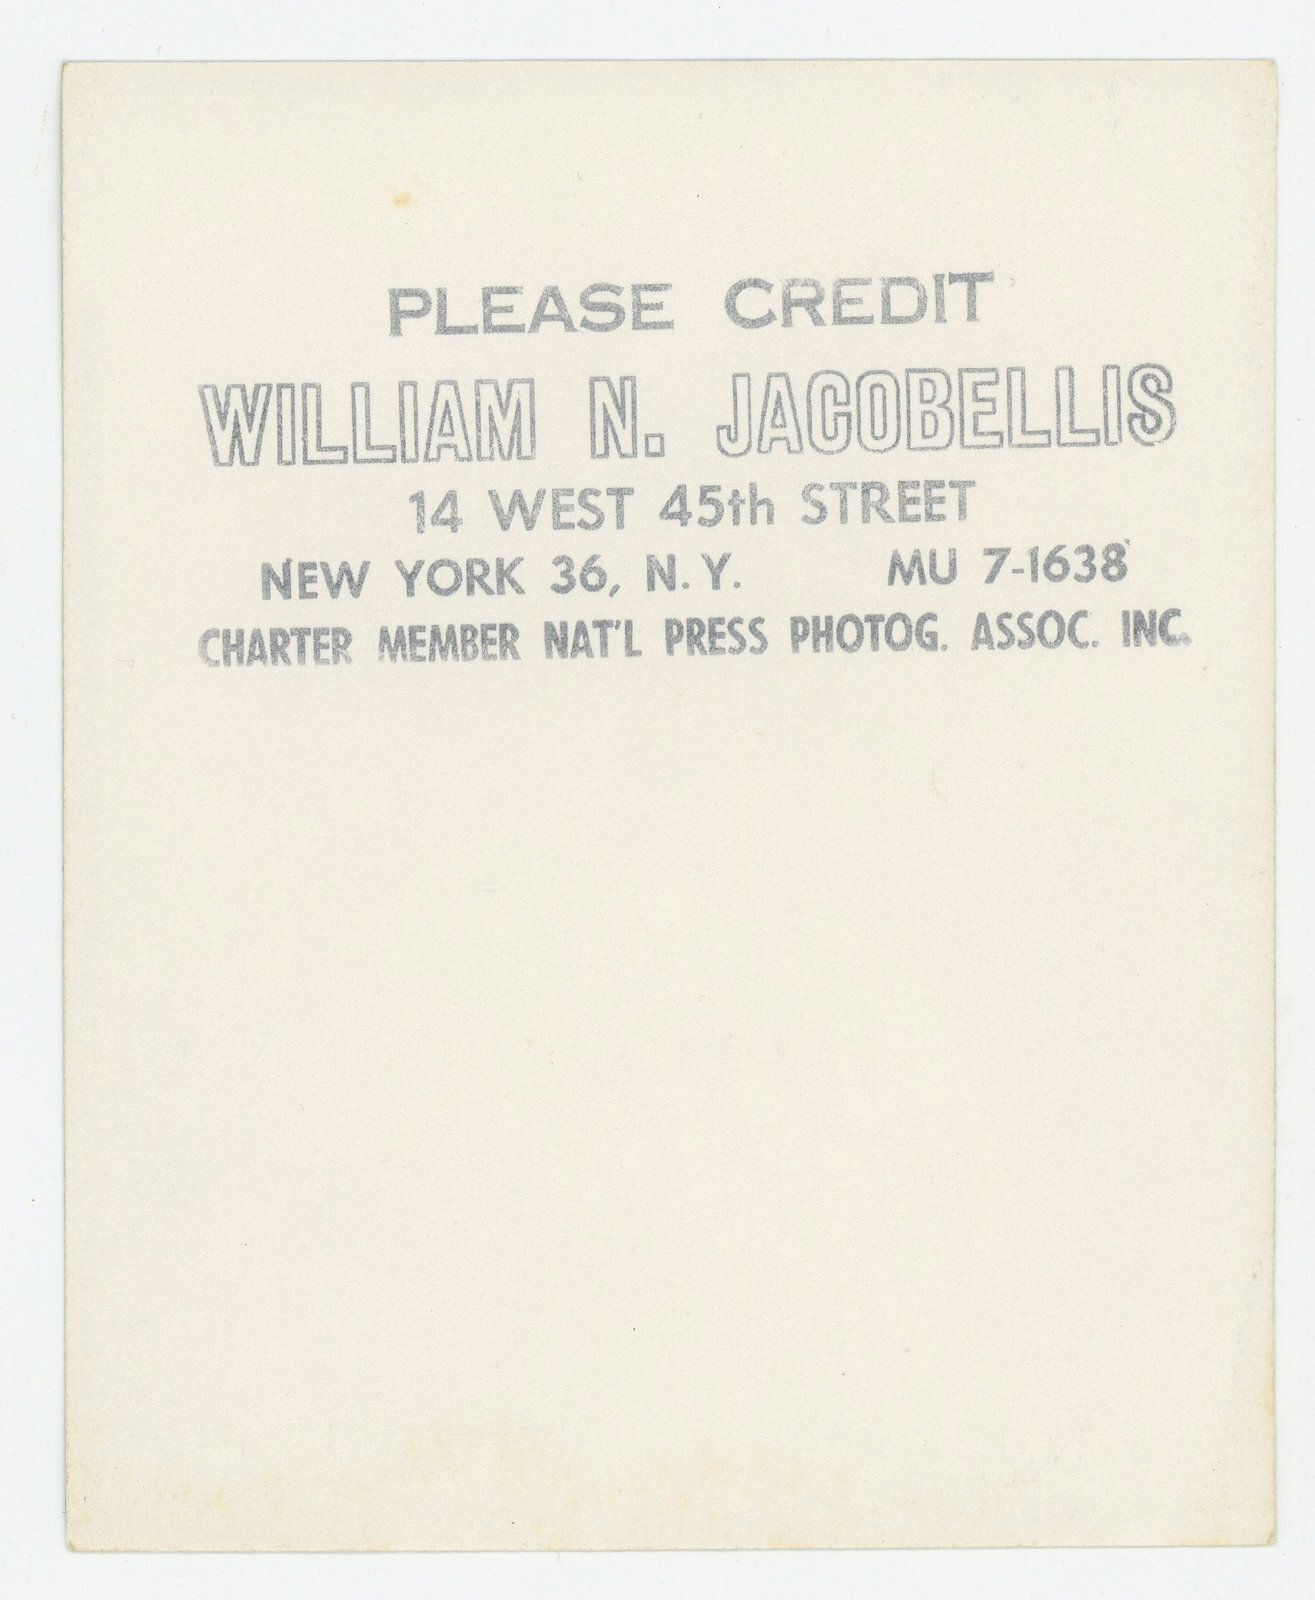 PLEASE CREDIT
WILLIAM N. JACOBELLIS
14 WEST 45th STREET
NEW YORK 36, N.Y. MU 7-1638
CHARTER MEMBER NAT'L PRESS PHOTOG. ASSOC. INC.